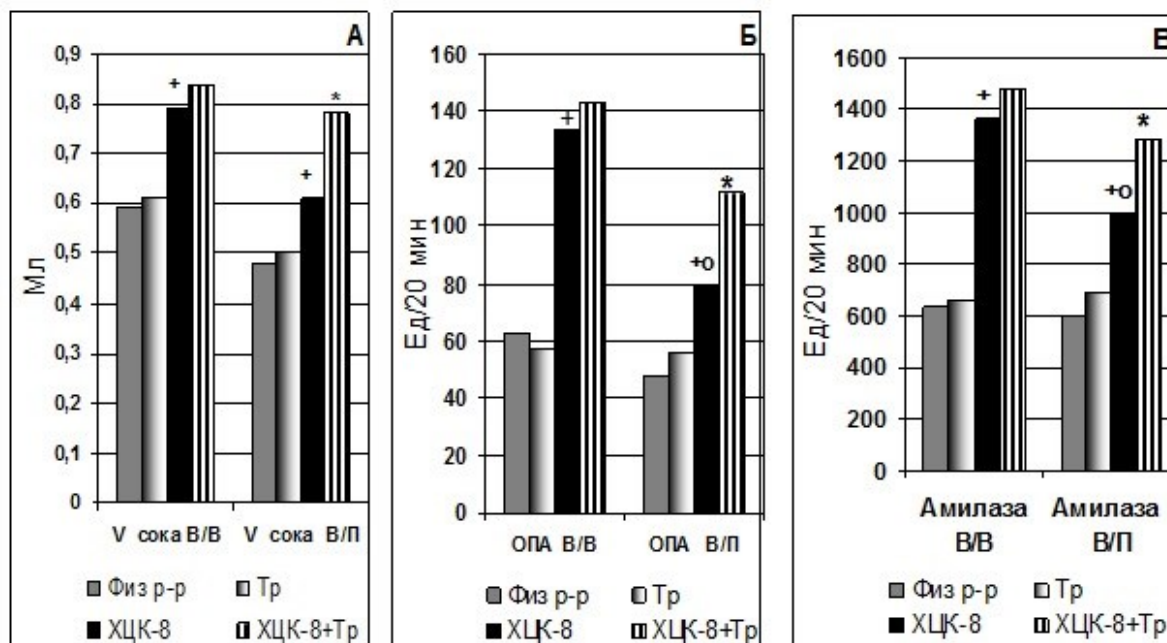 А
0,9
0,8
0,7
0,6
0,5
0,4
0,3
0,2
0,1
0
Мл
+
+
*
V сока В/В
V сока В/П
Физ р-р
Тр
ХЦК-8
ХЦК-8+Тр
Б
160
140
120
100
80
60
40
20
0
Ед/20 мин
+
+о
*
ОПА В/В
ОПА В/П
Физ р-р
Тр
ХЦК-8
ХЦК-8+Тр
1600
1400
1200
1000
800
600
400
200
0
Ед/20 мин
+
+о
*
Амилаза
В/В
Амилаза
В/П
Физ р-р
Тр
ХЦК-8
ХЦК-8+Тр